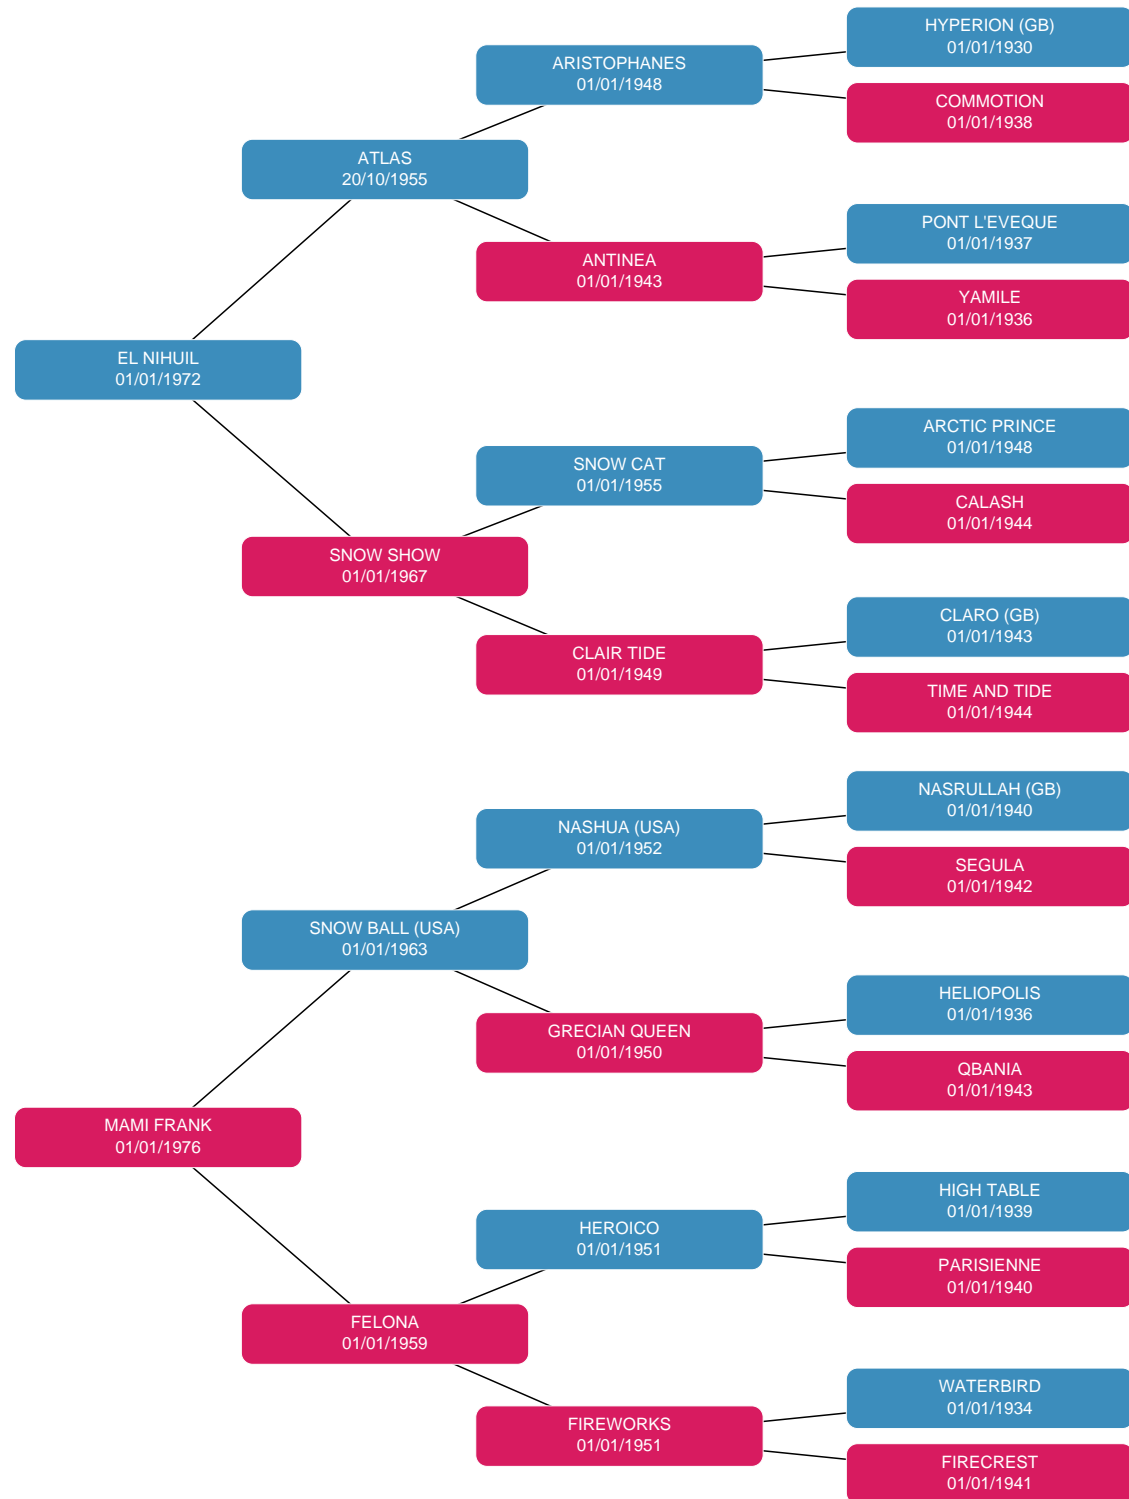 HYPERION (GB)
01/01/1930
ARISTOPHANES
01/01/1948
COMMOTION
01/01/1938
ATLAS
20/10/1955
PONT L'EVEQUE
01/01/1937
ANTINEA
01/01/1943
YAMILE
01/01/1936
EL NIHUIL
01/01/1972
ARCTIC PRINCE
01/01/1948
SNOW CAT
01/01/1955
CALASH
01/01/1944
SNOW SHOW
01/01/1967
CLARO (GB)
01/01/1943
CLAIR TIDE
01/01/1949
TIME AND TIDE
01/01/1944
NASRULLAH (GB)
01/01/1940
NASHUA (USA)
01/01/1952
SEGULA
01/01/1942
SNOW BALL (USA)
01/01/1963
HELIOPOLIS
01/01/1936
GRECIAN QUEEN
01/01/1950
QBANIA
01/01/1943
MAMI FRANK
01/01/1976
HIGH TABLE
01/01/1939
HEROICO
01/01/1951
PARISIENNE
01/01/1940
FELONA
01/01/1959
WATERBIRD
01/01/1934
FIREWORKS
01/01/1951
FIRECREST
01/01/1941